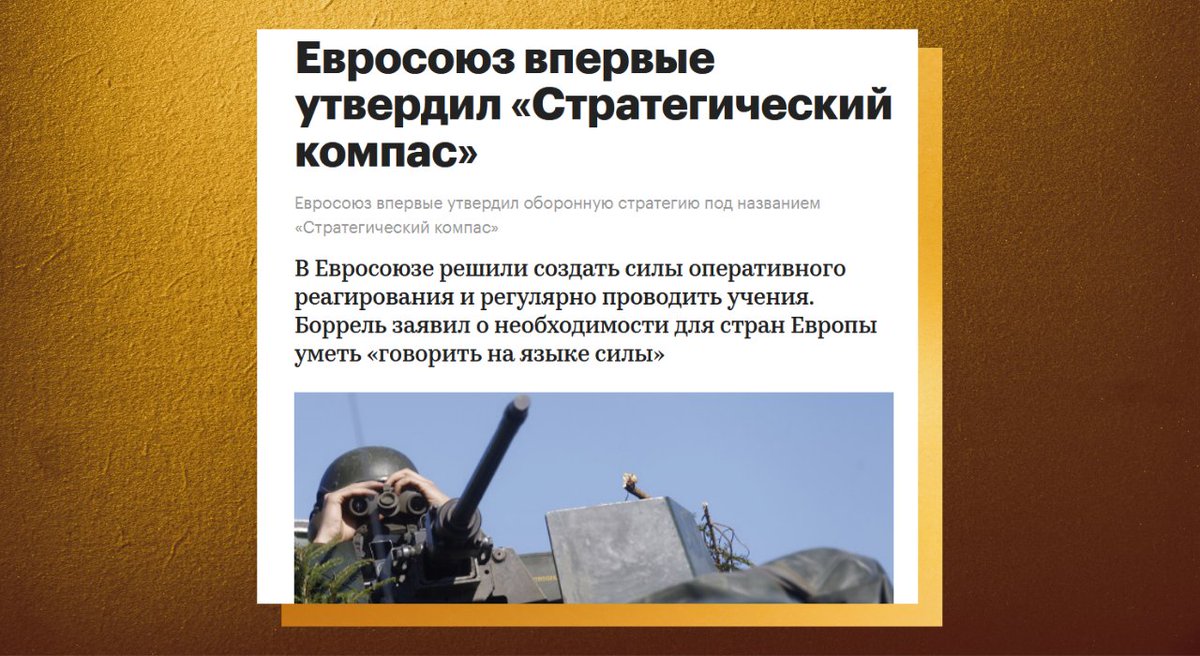 Евросоюз впервые
утвердил «Стратегический
компас»
Евросоюз впервые утвердил оборонную стратегию под названием
«Стратегический компас»
В Евросоюзе решили создать силы оперативного
реагирования и регулярно проводить учения.
Боррель заявил о необходимости для стран Европы
уметь «говорить на языке силы»